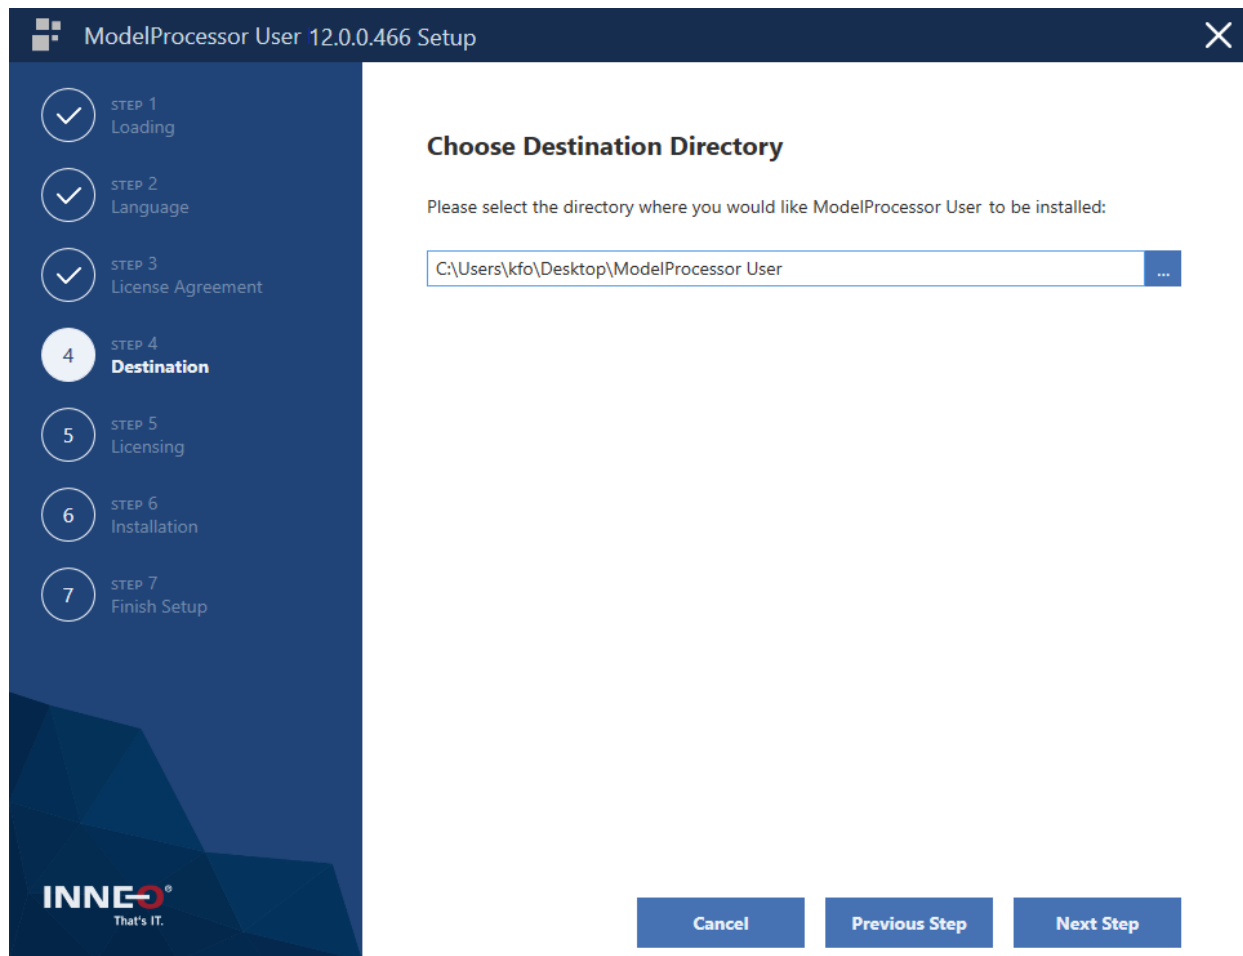 ModelProcessor User 12.0.0.466 Setup
STEP 1
Loading
STEP 2
Language
STEP 3
License Agreement
4
STEP 4
Destination
5
STEP 5
Licensing
6
STEP 6
Installation
7
STEP 7
Finish Setup
INNEO®
That's IT.
Choose Destination Directory
Please select the directory where you would like ModelProcessor User to be installed:
C:\Users\kfo\Desktop\ModelProcessor User
...
Cancel
Previous Step
Next Step